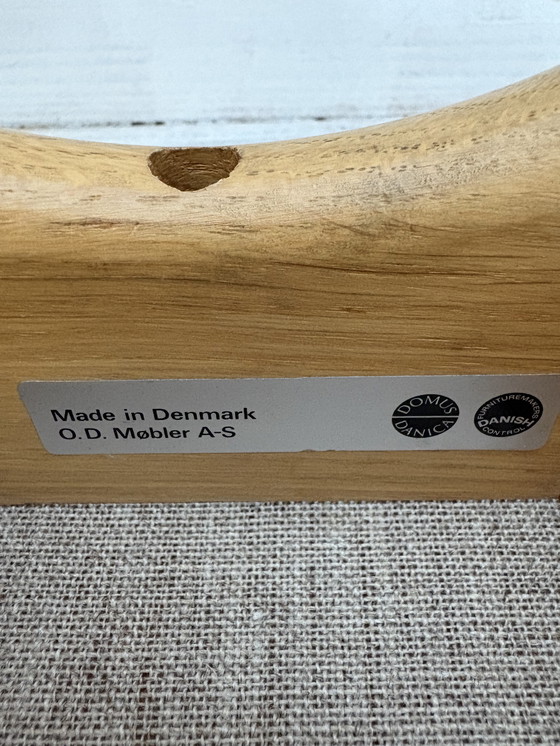 Made in Denmark
O.D. Møbler A-S
DOMUS
DANICA
FURNITUREMAKERS
DANISH
CONTROL